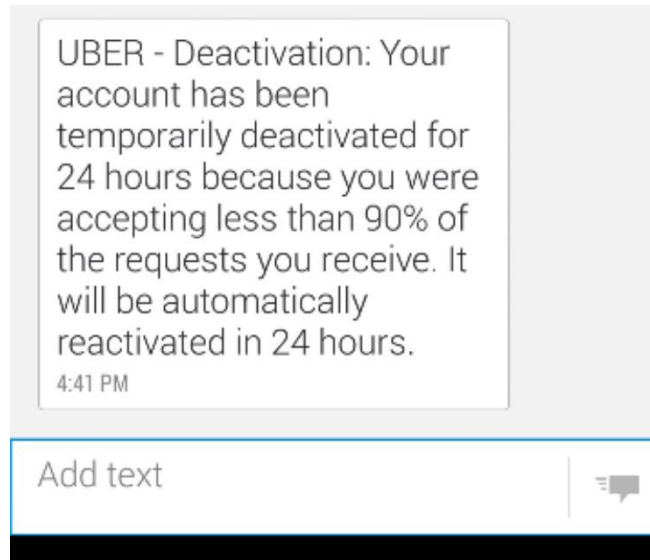 UBER - Deactivation: Your
account has been
temporarily deactivated for
24 hours because you were
accepting less than 90% of
the requests you receive. It
will be automatically
reactivated in 24 hours.
4:41 PM
Add text